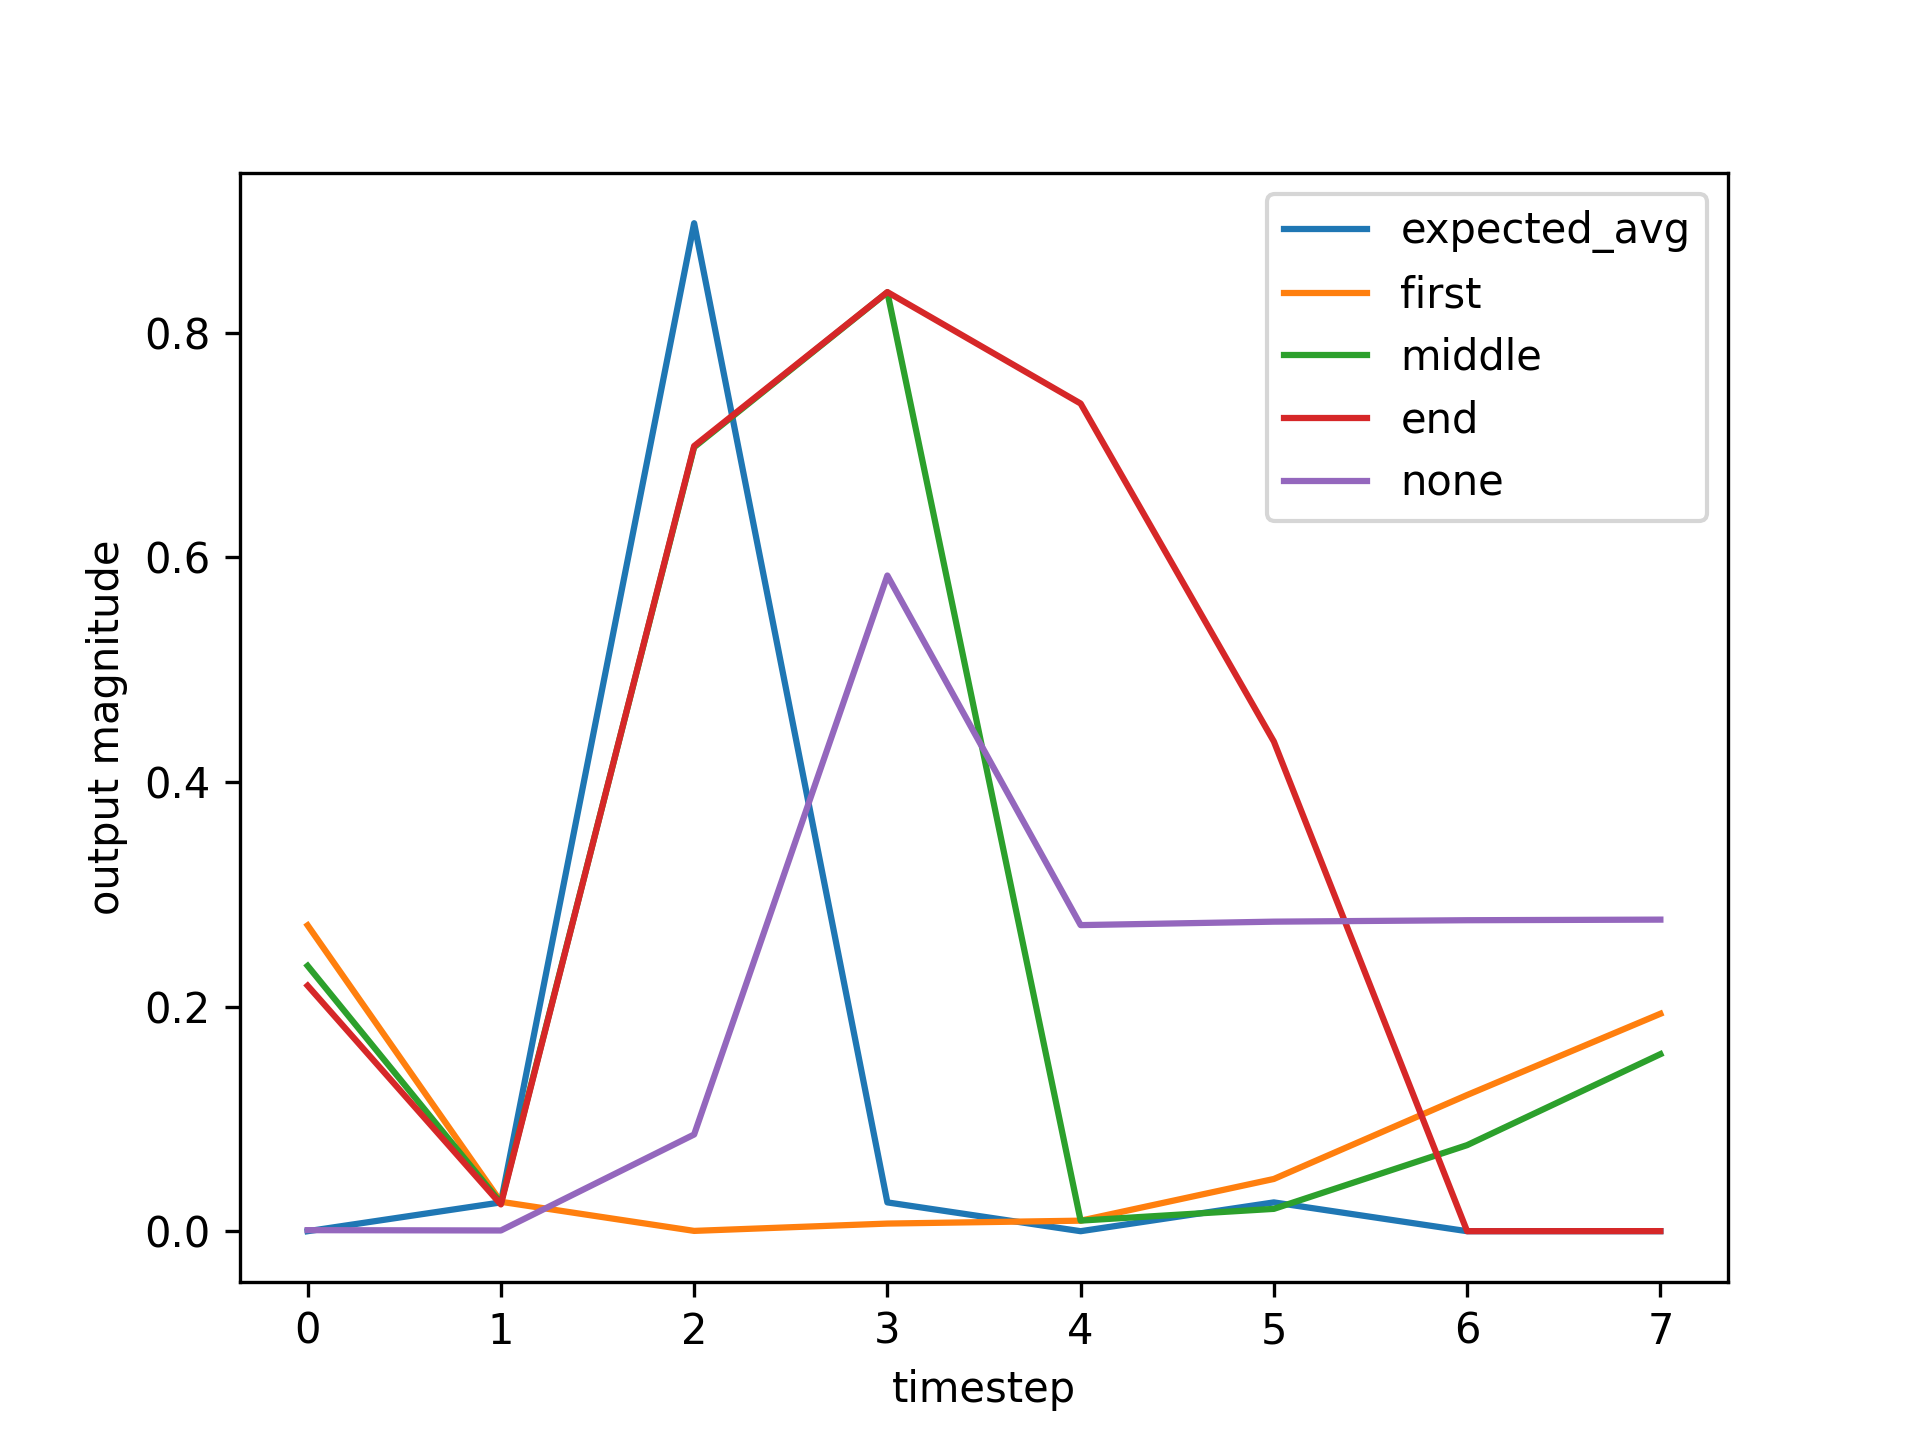 expected_avg
first
middle
end
none
0.8
0.6
0.4
0.2
0.0
output magnitude
0 1 2 3 4 5 6 7
timestep